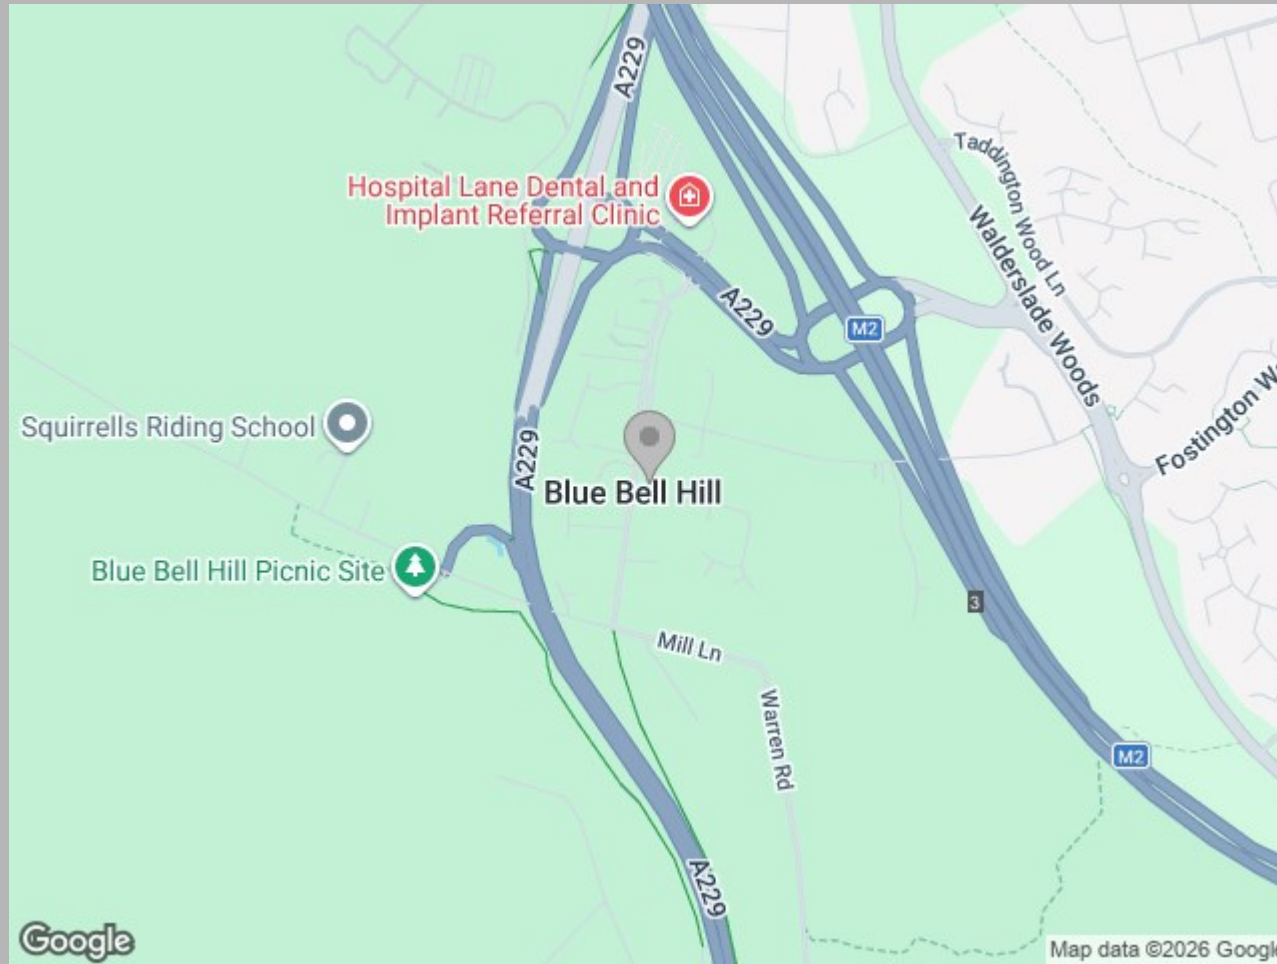 A229
Taddington Wood Ln
Hospital Lane Dental and
Implant Referral Clinic
Walderslade Woods
A229
M2
Squirrells Riding School
A229
Fostington Wa
Blue Bell Hill
Blue Bell Hill Picnic Site
3
Mill Ln
Warren Rd
M2
A229
Google
Map data ©2026 Google